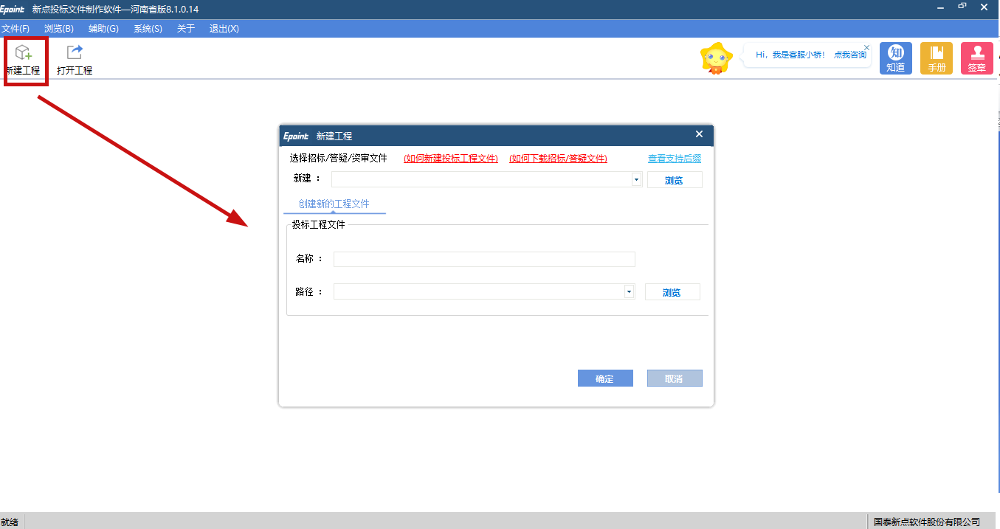 Epoint 新点投标文件制作软件—河南省版8.1.0.14
文件(F) 浏览(B) 辅助(G) 系统(S) 关于 退出(X)
新建工程 打开工程
Hi，我是客服小桥！ 点我咨询
知
知道 手册 签章
Epoint 新建工程
选择招标/答疑/资审文件 (如何新建投标工程文件) (如何下载招标/答疑文件) 查看支持后缀
新建 ： 浏览
创建新的工程文件
投标工程文件
名称 ：
路径 ： 浏览
确定 取消
就绪 国泰新点软件股份有限公司